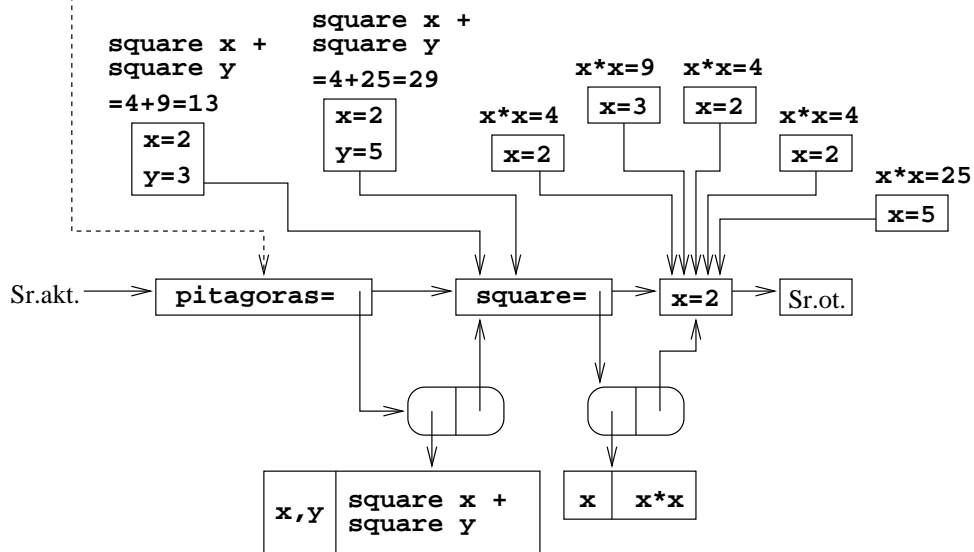 square x +
square y
=4+9=13
x=2
y=3
square x +
square y
=4+25=29
x=2
y=5
x*x=4
x=2
x*x=9
x=3
x*x=4
x=2
x*x=4
x=2
x*x=25
x=5
Sr.akt.
pitagoras=
square=
x=2
Sr.ot.
x,y
square x +
square y
x
x*x